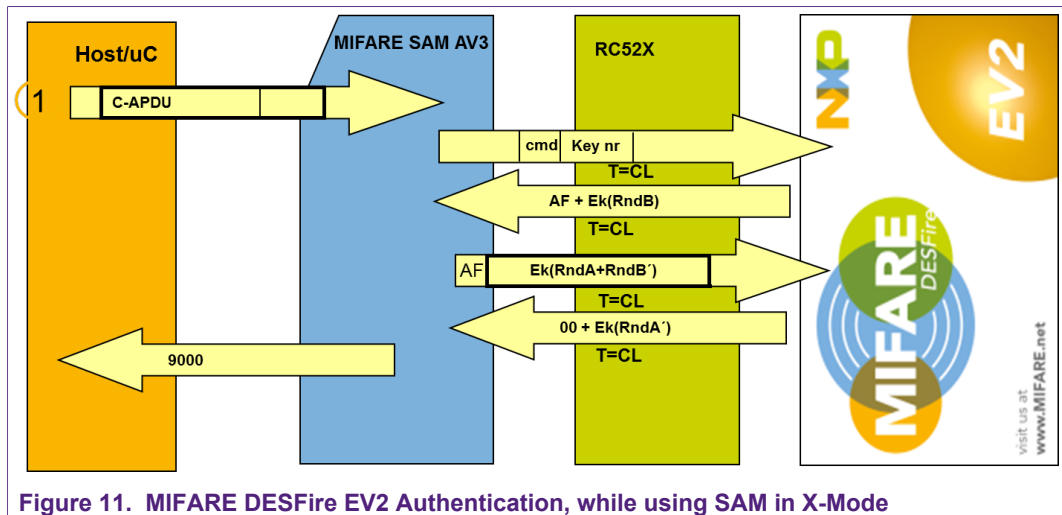 Host/uC
MIFARE SAM AV3
RC52X
NXP
EV2
1
C-APDU
cmd
Key nr
T=CL
AF + Ek(RndB)
T=CL
AF
Ek(RndA+RndB´)
T=CL
00 + Ek(RndA´)
T=CL
9000
MIFARE
DESFire
visit us at
www.MIFARE.net
Figure 11. MIFARE DESFire EV2 Authentication, while using SAM in X-Mode